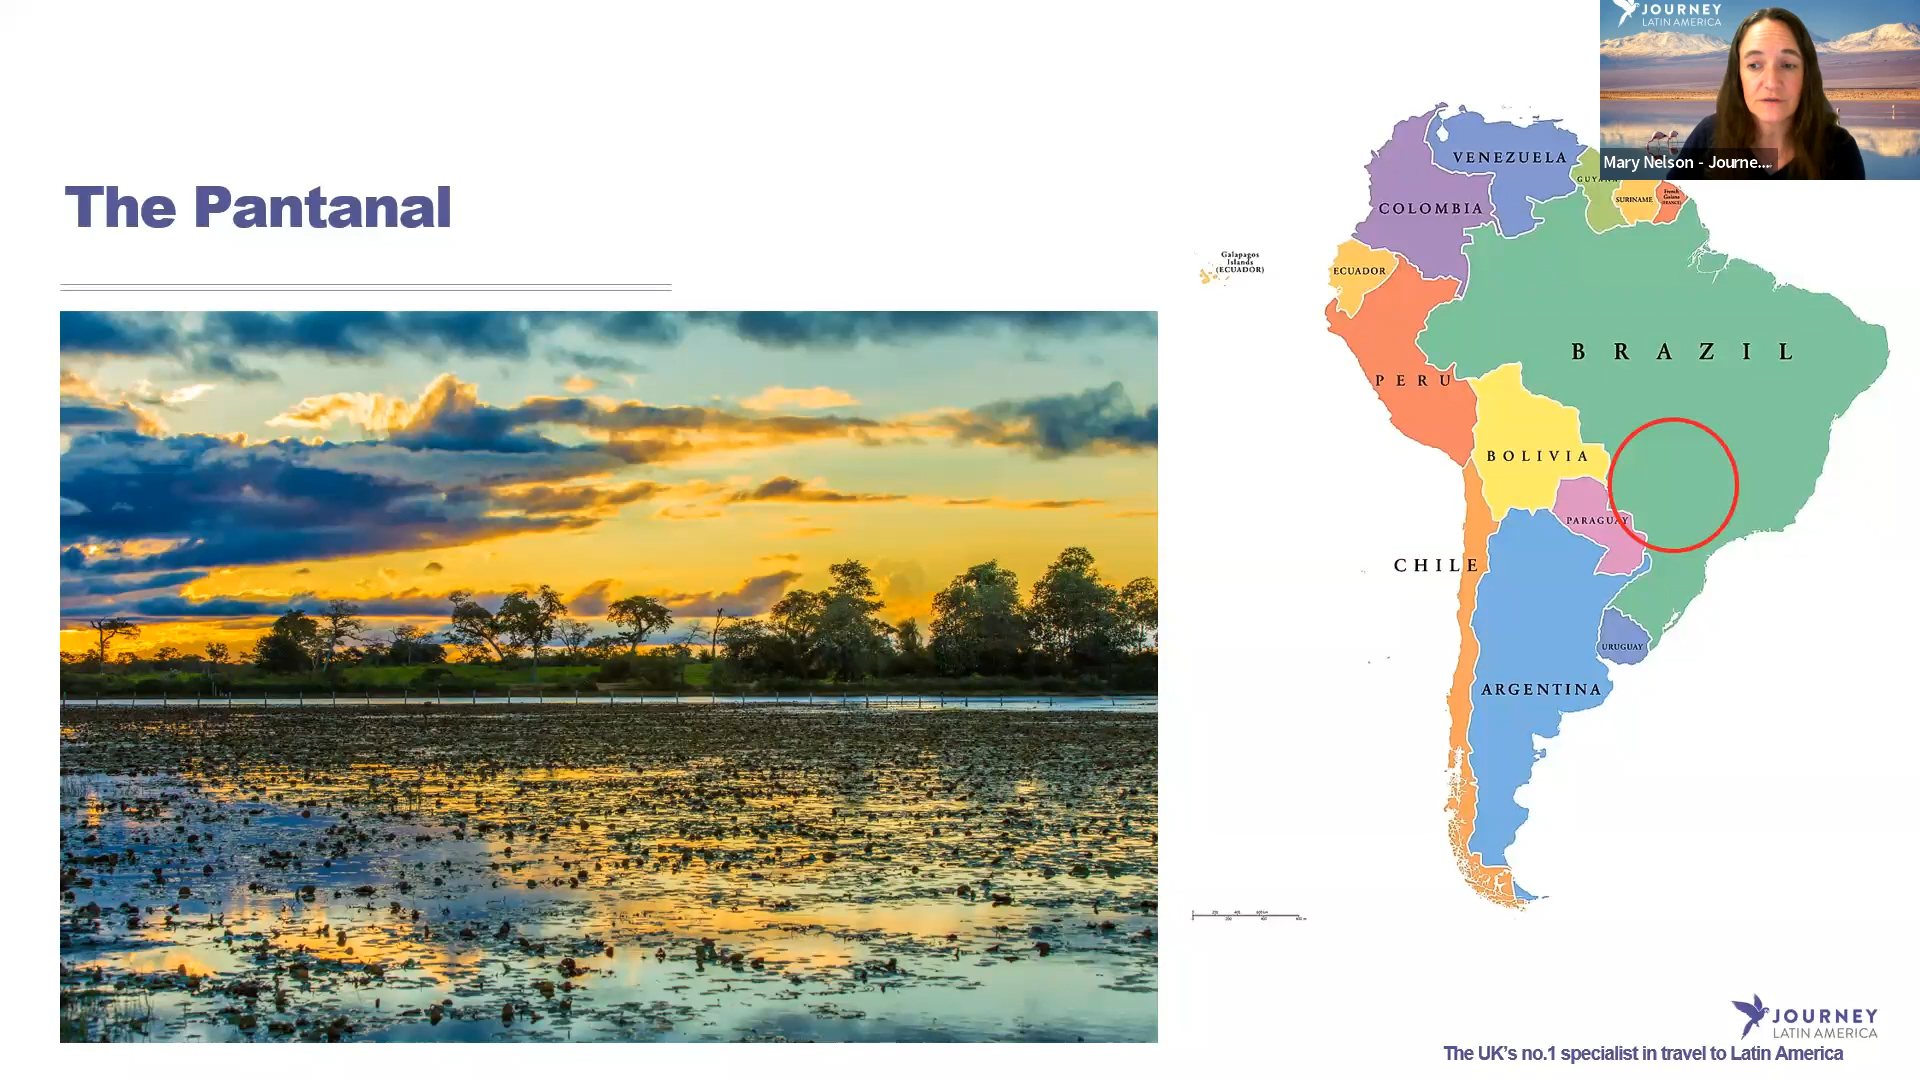 JOURNEY
LATIN AMERICA
Mary Nelson - Journe...
The Pantanal
VENEZUELA
GUYANA
SURINAME
French
Guiana
(FRANCE)
COLOMBIA
Galapagos
Islands
(ECUADOR)
ECUADOR
BRAZIL
PERU
BOLIVIA
PARAGUAY
CHILE
URUGUAY
ARGENTINA
JOURNEY
LATIN AMERICA
The UK's no.1 specialist in travel to Latin America